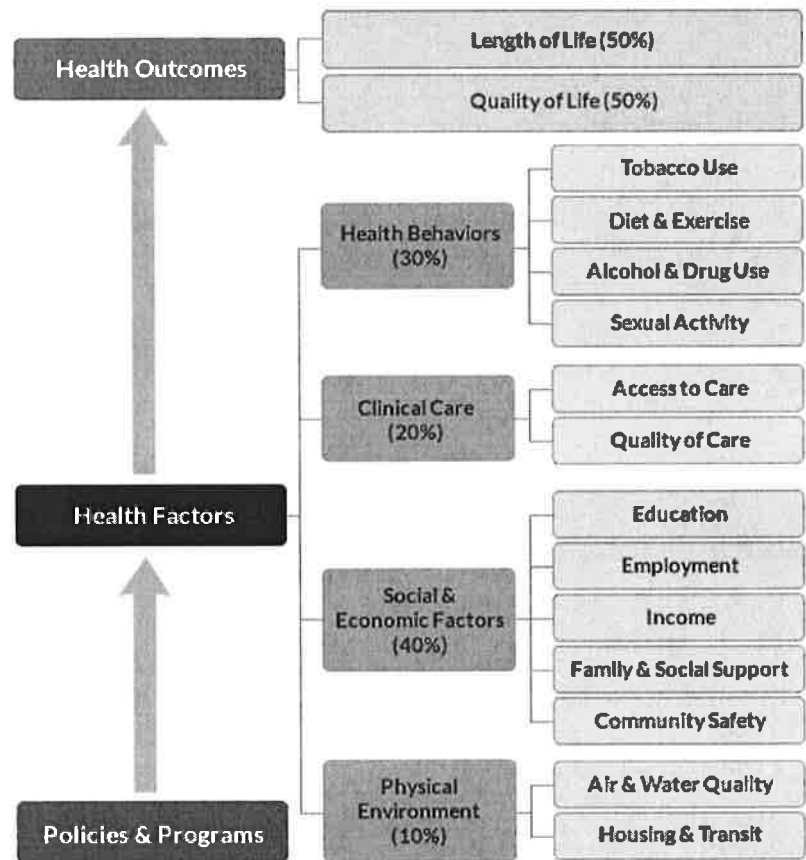 Health Outcomes
Length of Life (50%)
Quality of Life (50%)
Health Behaviors
(30%)
Tobacco Use
Diet & Exercise
Alcohol & Drug Use
Sexual Activity
Clinical Care
(20%)
Access to Care
Quality of Care
Health Factors
Social &
Economic Factors
(40%)
Education
Employment
Income
Family & Social Support
Community Safety
Physical
Environment
(10%)
Air & Water Quality
Housing & Transit
Policies & Programs